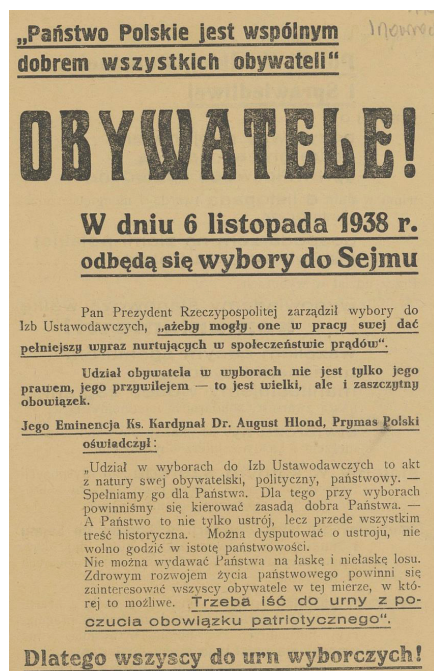 „Państwo Polskie jest wspólnym
dobrem wszystkich obywateli“
OBYWATELE!
W dniu 6 listopada 1938 r.
odbędą się wybory do Sejmu
Pan Prezydent Rzeczypospolitej zarządził wybory do
Izb Ustawodawczych, „ażeby mogły one w pracy swej dać
pełniejszy wyraz nurtujących w społeczeństwie prądów“.
Udział obywatela w wyborach nie jest tylko jego
prawem, jego przywilejem — to jest wielki, ale i zaszczytny
obowiązek.
Jego Eminencja Ks. Kardynał Dr. August Hlond, Prymas Polski
oświadczył:
„Udział w wyborach do Izb Ustawodawczych to akt
z natury swej obywatelski, polityczny, państwowy. —
Spełniamy go dla Państwa. Dla tego przy wyborach
powinniśmy się kierować zasadą dobra Państwa. —
A Państwo to nie tylko ustrój, lecz przede wszystkim
treść historyczna. Można dysputować o ustroju, nie
wolno godzić w istotę państwowości.
Nie można wydawać Państwa na łaskę i niełaskę losu.
Zdrowym rozwojem życia państwowego powinni się
zainteresować wszyscy obywatele w tej mierze, w któ-
rej to możliwe. Trzeba iść do urny z po-
czucia obowiązku patriotycznego“.
Dlatego wszyscy do urn wyborczych!